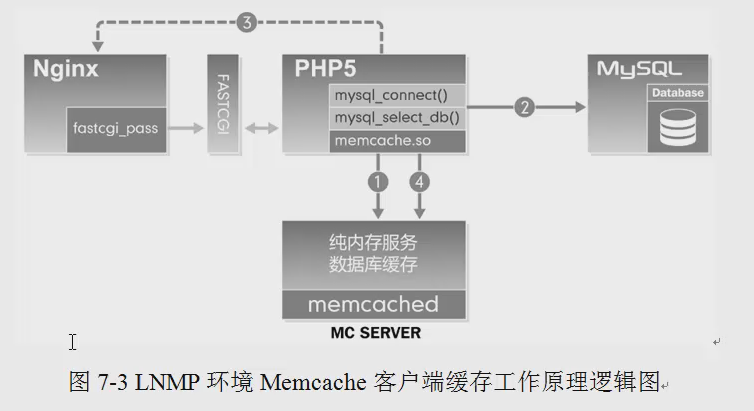 3
Nginx
fastcgi_pass
FASTCGI
PHP5
mysql_connect()
mysql_select_db()
memcache.so
2
MySQL
Database
1
4
纯内存服务
数据库缓存
memcached
MC SERVER
图 7-3 LNMP 环境 Memcache 客户端缓存工作原理逻辑图